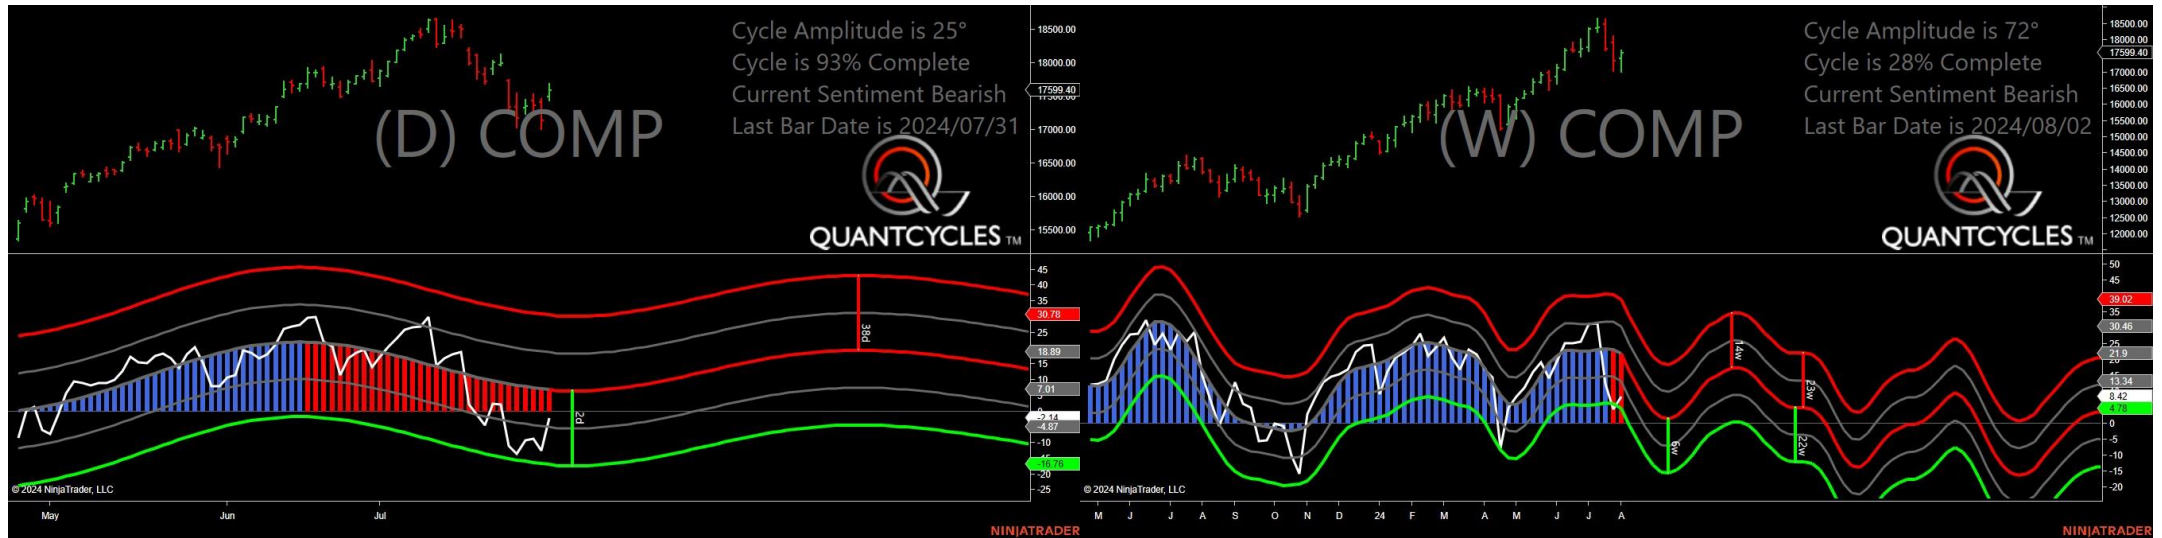 Cycle Amplitude is 25°
Cycle is 93% Complete
Current Sentiment Bearish
Last Bar Date is 2024/07/31
(D) COMP
QUANTCYCLES TM
18500.00
18000.00
17599.40
17000.00
16500.00
16000.00
15500.00
45
40
35
30.78
25
18.89
15
10
7.01
-2.14
-4.87
-10
-16.76
-20
-25
38d
2d
© 2024 NinjaTrader, LLC
May Jun Jul
NINJATRADER
Cycle Amplitude is 72°
Cycle is 28% Complete
Current Sentiment Bearish
Last Bar Date is 2024/08/02
(W) COMP
QUANTCYCLES TM
18500.00
18000.00
17599.40
17000.00
16500.00
16000.00
15500.00
15000.00
14500.00
14000.00
13500.00
13000.00
12500.00
12000.00
50
45
39.02
35
30.46
25
21.9
13.34
8.42
4.78
0
-5
-10
-15
-20
14w
23w
6w
22w
© 2024 NinjaTrader, LLC
M J J A S O N D 24 F M A M J J A
NINJATRADER